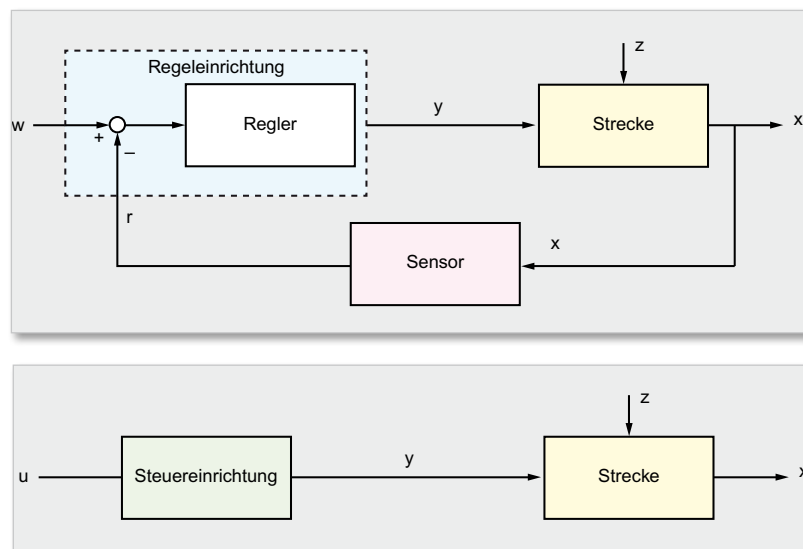 Regeleinrichtung
z
w
+
–
Regler
y
Strecke
x
r
Sensor
x
z
u
Steuereinrichtung
y
Strecke
x